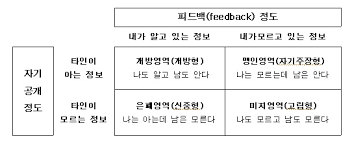 피드백(feedback) 정도
내가 알고 있는 정보 내가모르고 있는 정보
자기
공개
정도
타인이
아는 정보
개방영역(개방형)
나도 알고 남도 안다
맹인영역(자기주장형)
나는 모르는데 남은 안다
타인이
모르는 정보
은폐영역(신중형)
나는 아는데 남은 모른다
미지영역(고립형)
나도 모르고 남도 모른다